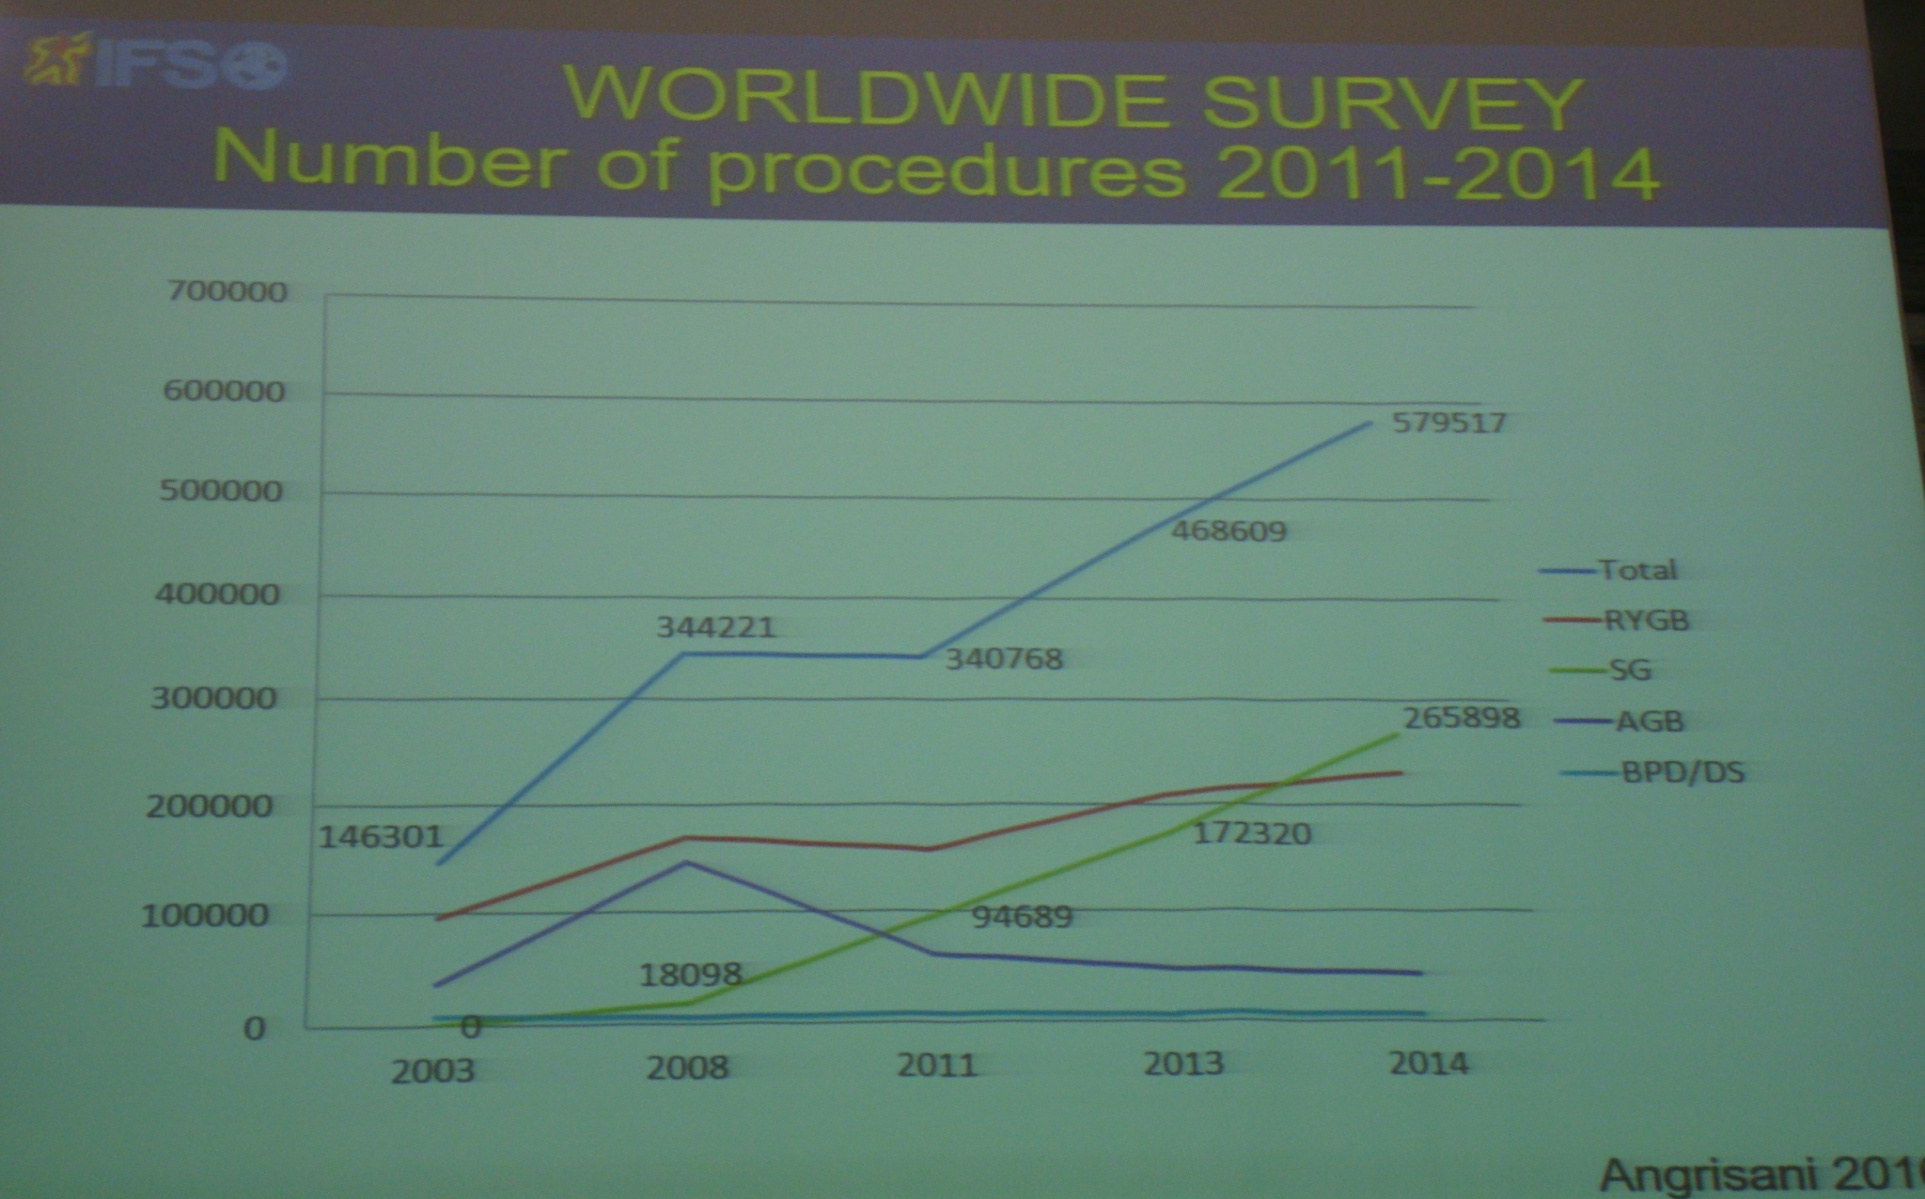 IFSO
WORLDWIDE SURVEY
Number of procedures 2011-2014
700000
600000
500000
400000
300000
200000
100000
0
579517
468609
344221
340768
146301
265898
172320
94689
18098
0
2003 2008 2011 2013 2014
Total
RYGB
SG
AGB
BPD/DS
Angrisani